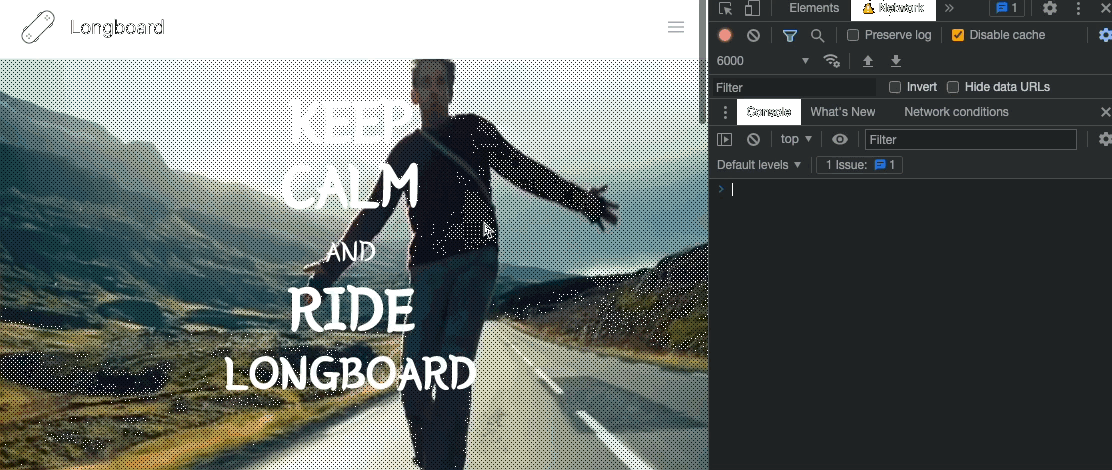 Longboard
KEEP
CALM
AND
RIDE
LONGBOARD
Elements Network » 1
Preserve log Disable cache
6000
Filter Invert Hide data URLs
Console What's New Network conditions
top Filter
Default levels 1 Issue: 1